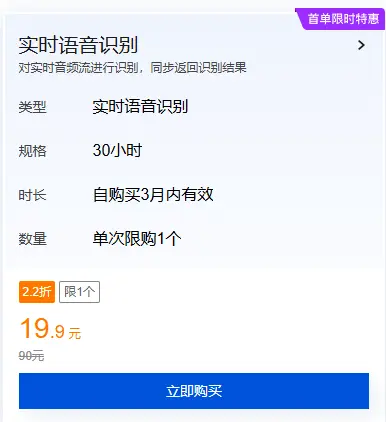 首单限时特惠
实时语音识别
对实时音频流进行识别，同步返回识别结果
类型 实时语音识别
规格 30小时
时长 自购买3月内有效
数量 单次限购1个
2.2折 限1个
19.9 元
90元
立即购买